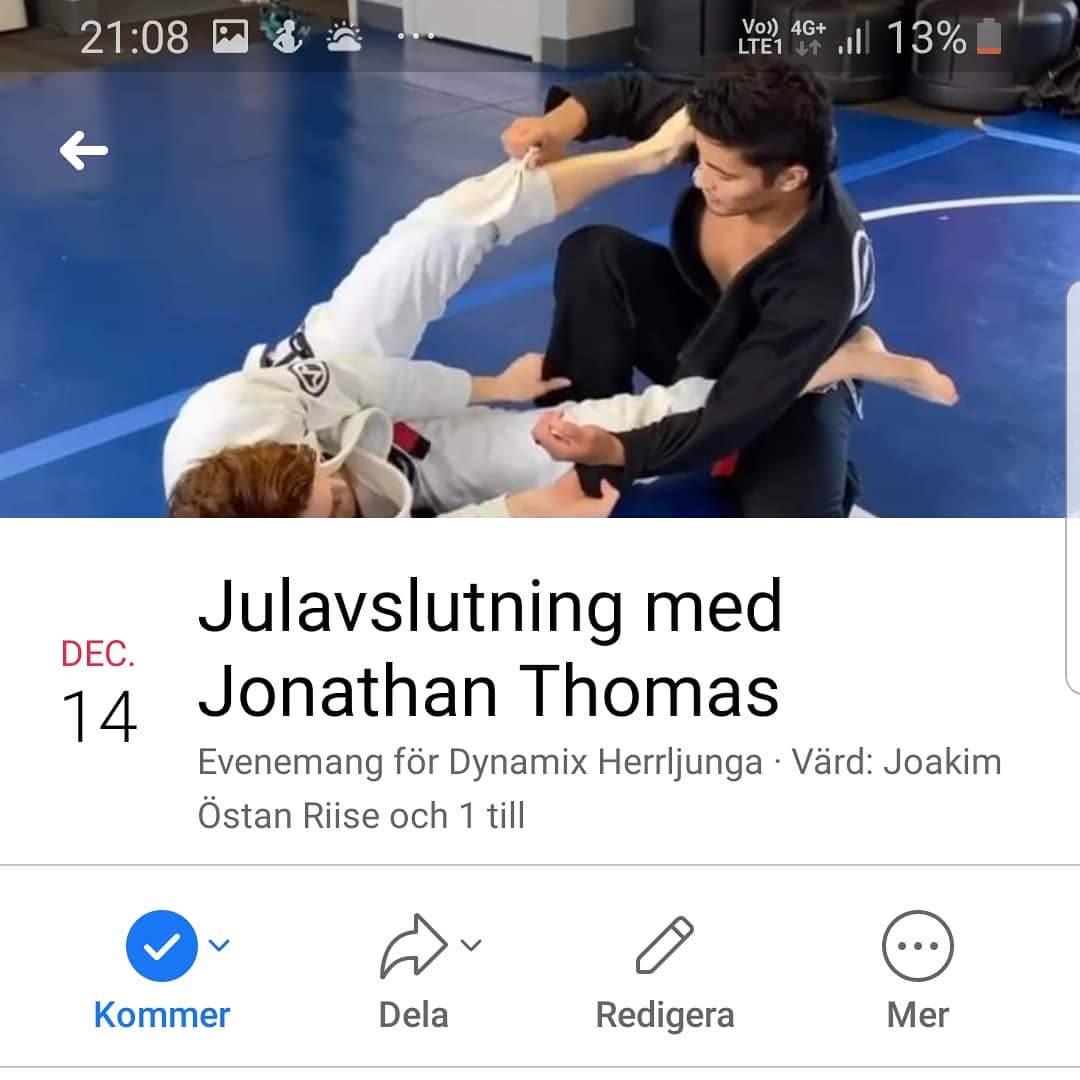 21:08 Vo)) LTE1 4G+ 13%
Julavslutning med
Jonathan Thomas
DEC.
14
Evenemang för Dynamix Herrljunga · Värd: Joakim
Östan Riise och 1 till
Kommer Dela Redigera Mer